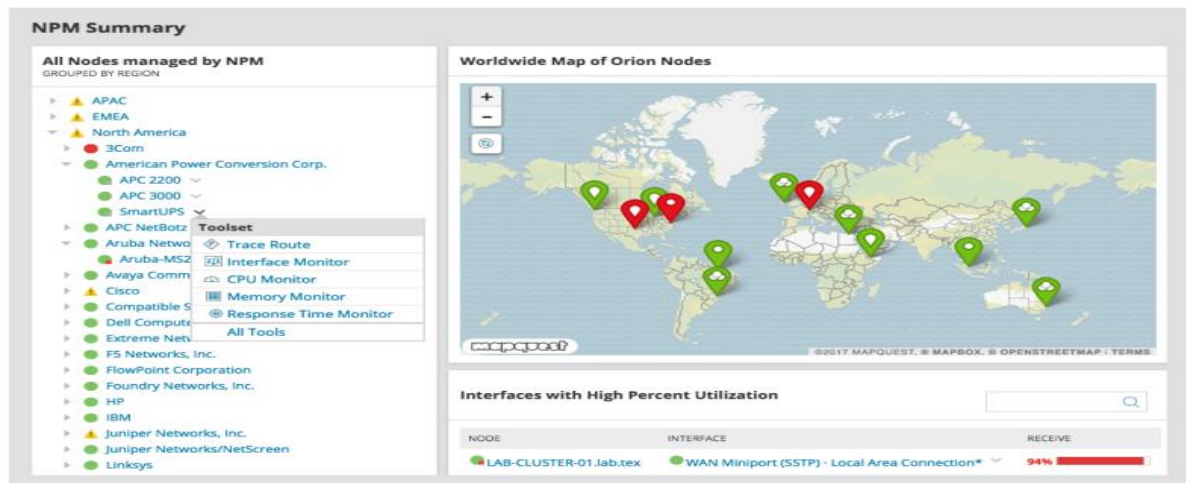 NPM Summary
All Nodes managed by NPM
GROUPED BY REGION
APAC
EMEA
North America
3Com
American Power Conversion Corp.
APC 2200
APC 3000
SmartUPS
APC NetBotz
Toolset
Aruba Netwo
Trace Route
Aruba-MS2
Interface Monitor
Avaya Comm
CPU Monitor
Cisco
Memory Monitor
Compatible S
Response Time Monitor
Dell Compute
All Tools
Extreme Netw
F5 Networks, Inc.
FlowPoint Corporation
Foundry Networks, Inc.
HP
IBM
Juniper Networks, Inc.
Juniper Networks/NetScreen
Linksys
Worldwide Map of Orion Nodes
+
−
mapquest
©2017 MAPQUEST, © MAPBOX, © OPENSTREETMAP | TERMS
Interfaces with High Percent Utilization
NODE INTERFACE RECEIVE
LAB-CLUSTER-01.lab.tex WAN Miniport (SSTP) - Local Area Connection* 94%